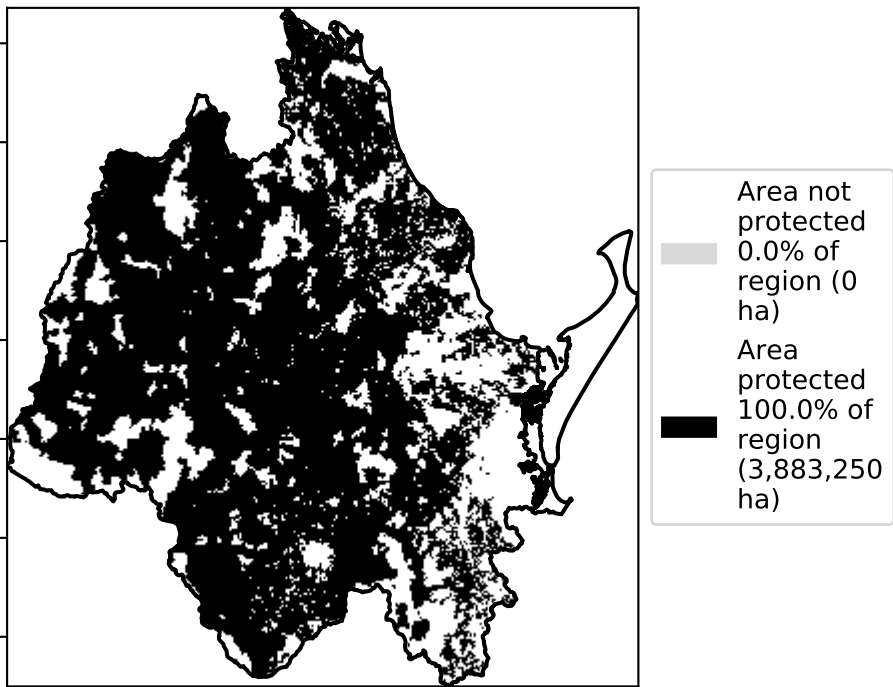 Area not
protected
0.0% of
region (0
ha)
Area
protected
100.0% of
region
(3,883,250
ha)